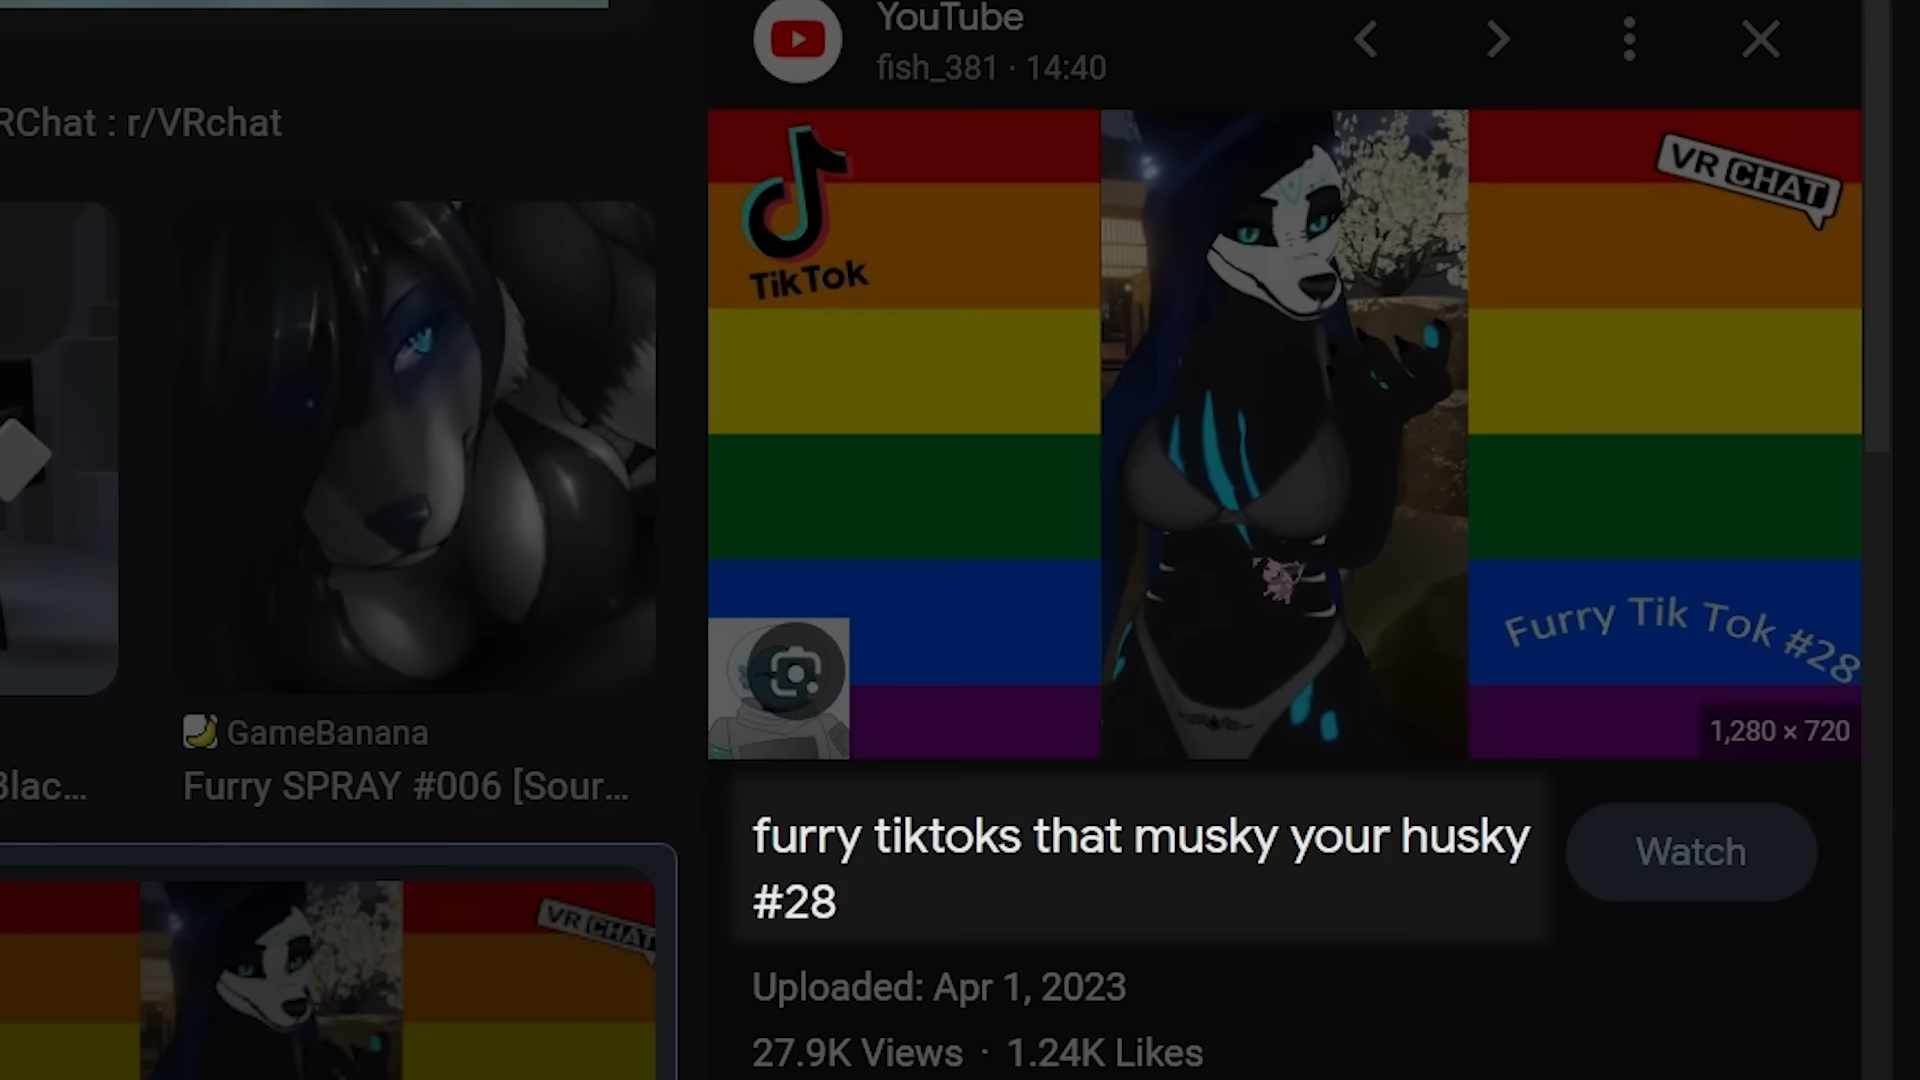 YouTube
fish_381 · 14:40
RChat : r/VRchat
TikTok
VR CHAT
Furry Tik Tok #28
1,280 × 720
GameBanana
Furry SPRAY #006 [Sour...
Blac...
furry tiktoks that musky your husky
#28
Watch
VR CHAT
Uploaded: Apr 1, 2023
27.9K Views · 1.24K Likes